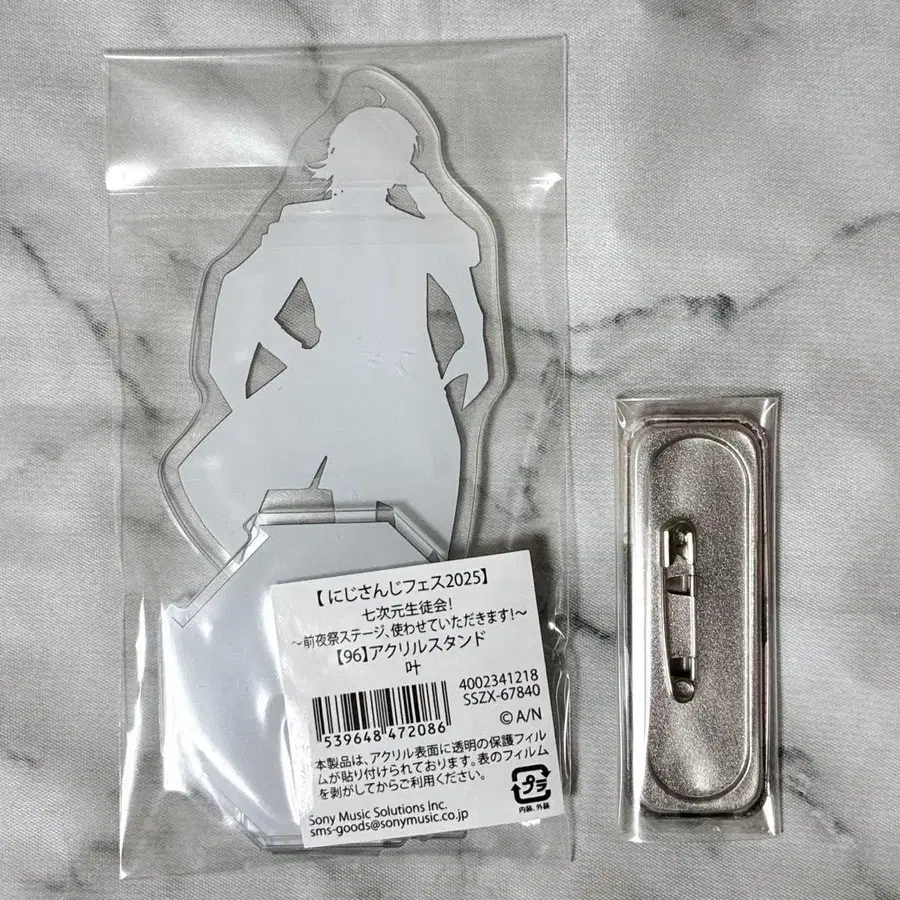 【にじさんじフェス2025】
七次元生徒会!
～前夜祭ステージ、使わせていただきます!～
【96】アクリルスタンド
叶
4002341218
SSZX-67840
539648 472086
©A/N
本製品は、アクリル表面に透明の保護フィル
ムが貼り付けられております。表のフィルム
を剥がしてからご利用ください。
プラ
内装、外装
Sony Music Solutions Inc.
sms-goods@sonymusic.co.jp